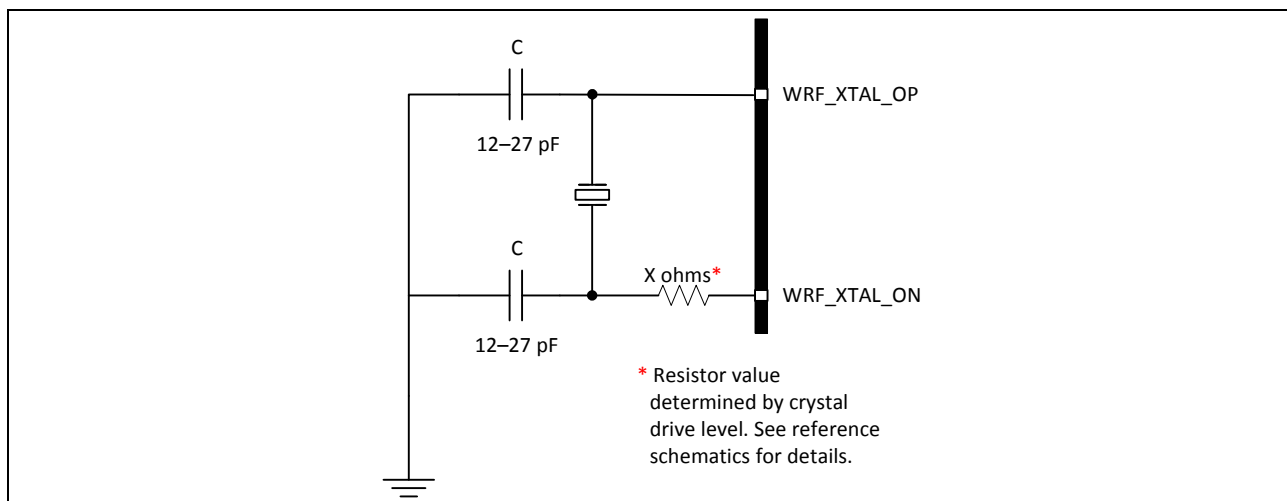 C
WRF_XTAL_OP
12–27 pF
C
X ohms*
WRF_XTAL_ON
12–27 pF
* Resistor value
determined by crystal
drive level. See reference
schematics for details.